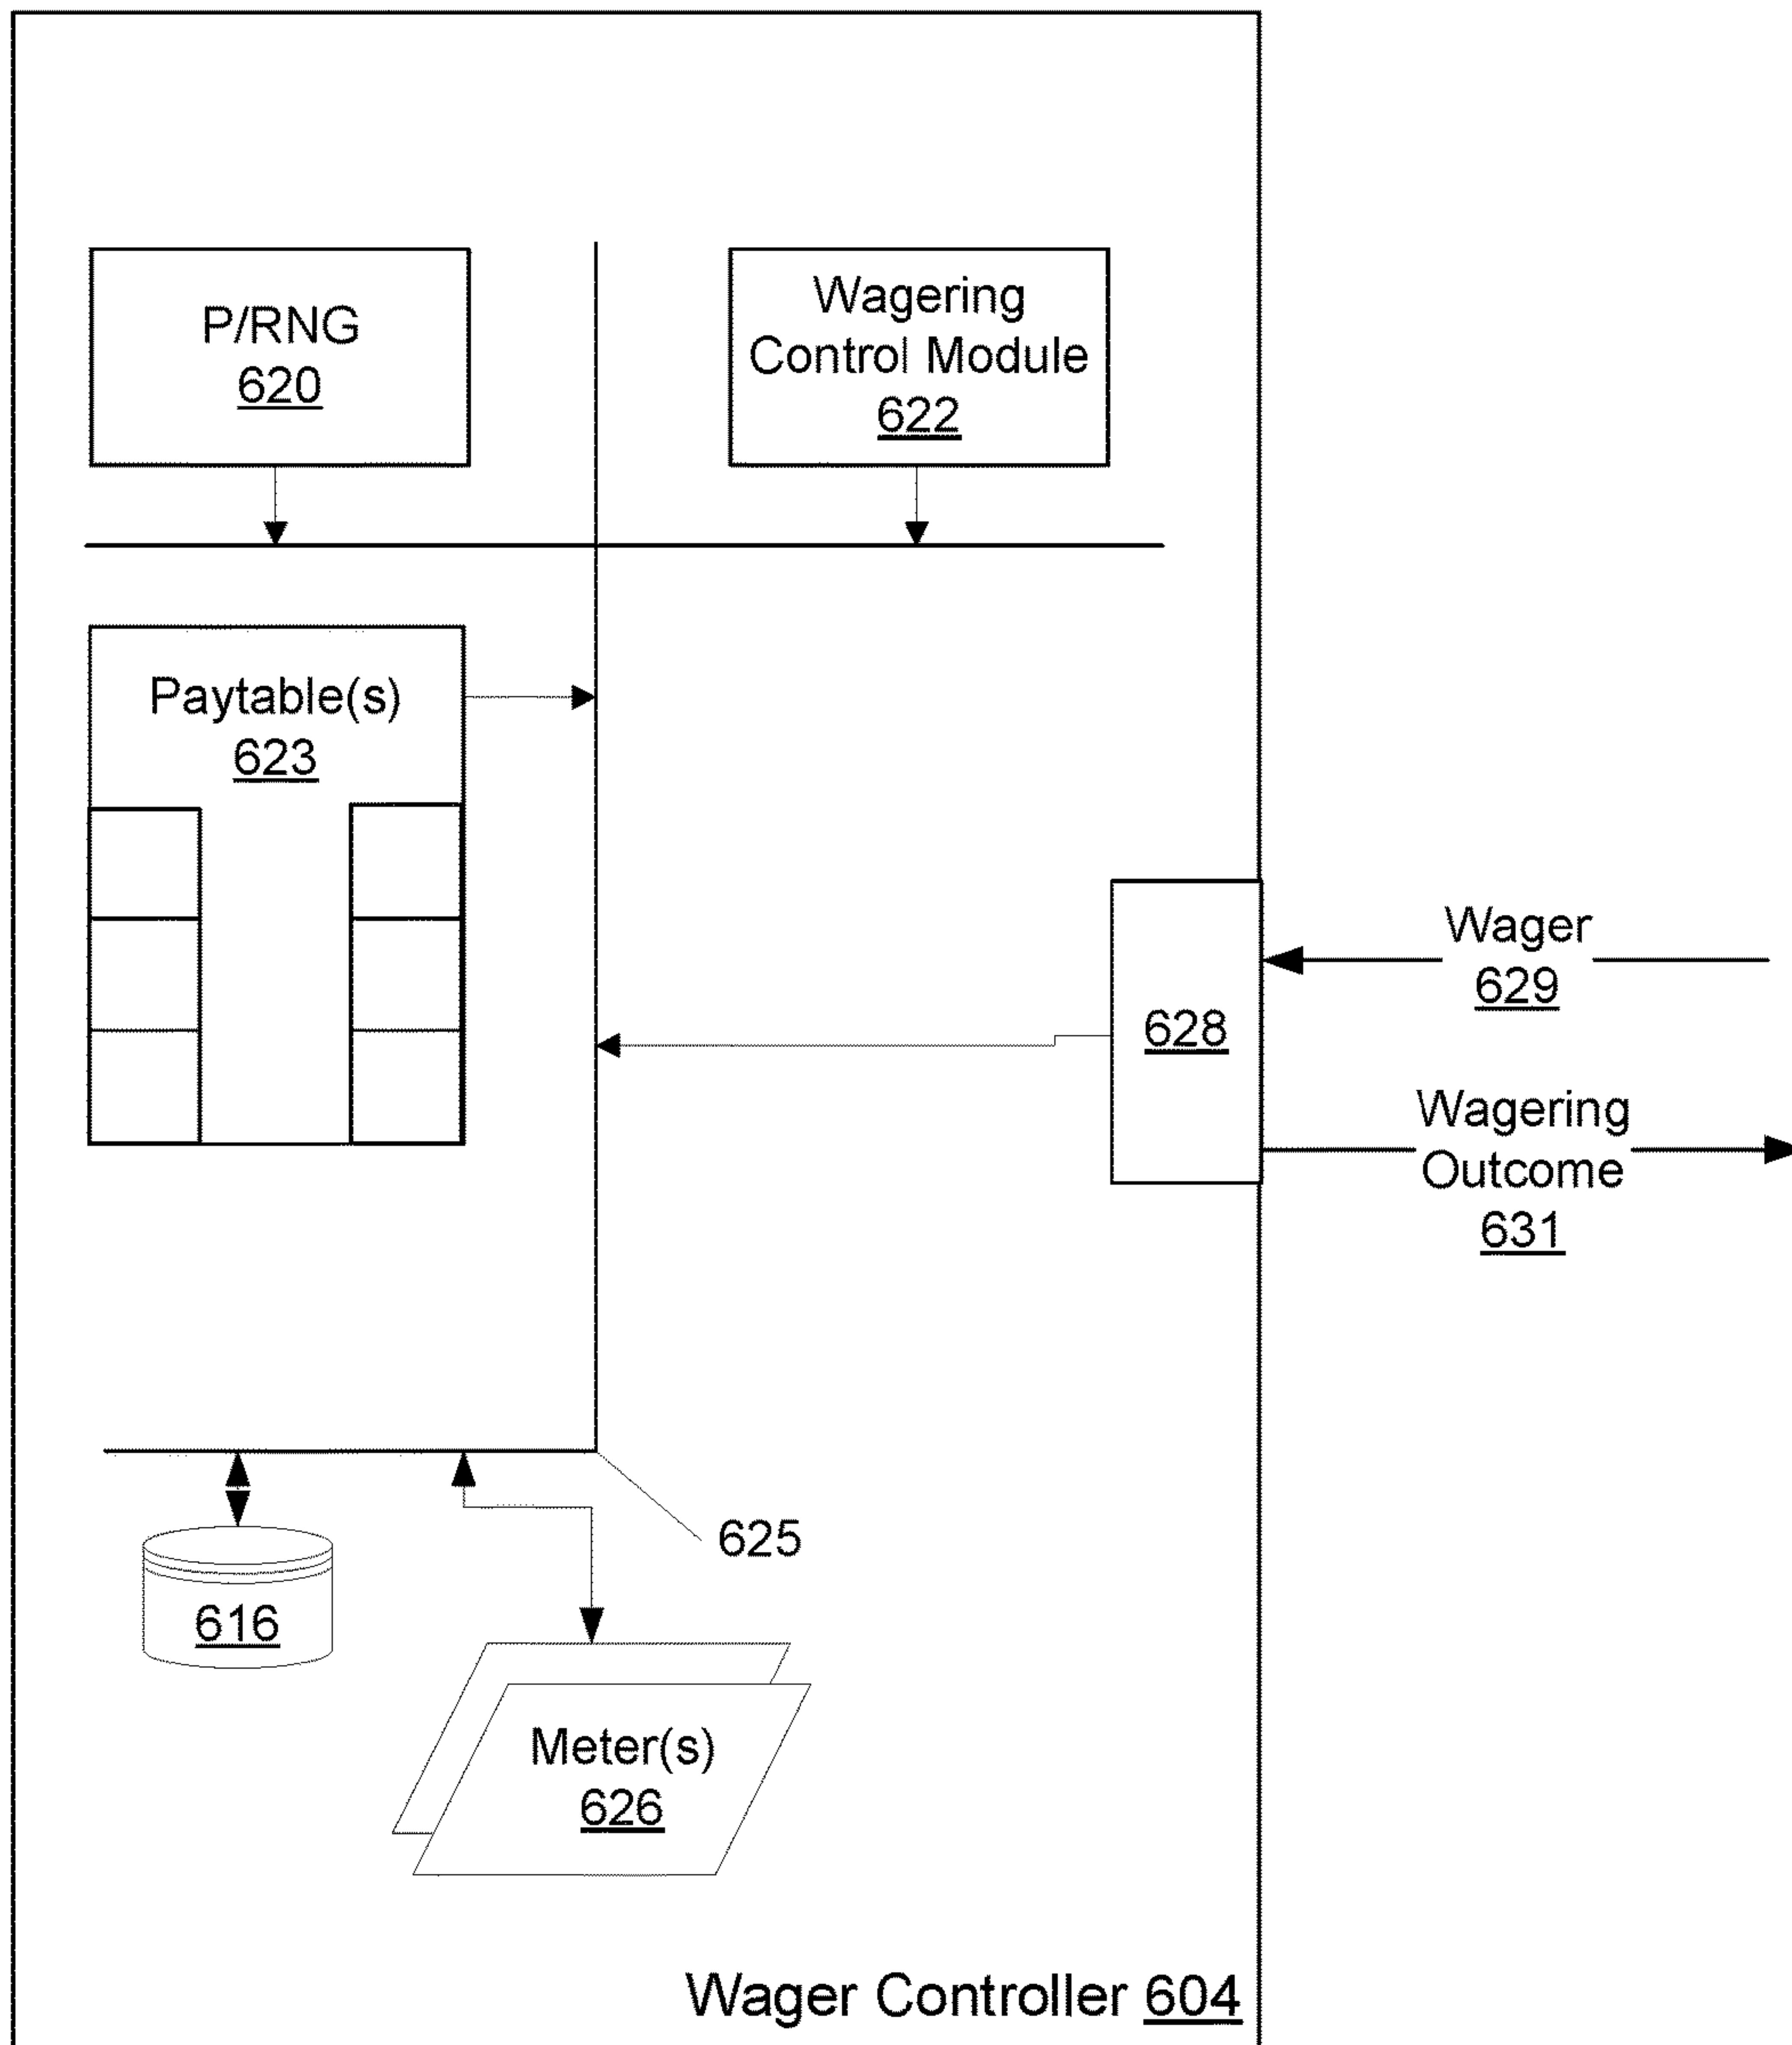 P/RNG
620
Wagering
Control Module
622
Paytable(s)
623
628
Wager
629
Wagering
Outcome
631
625
616
Meter(s)
626
Wager Controller 604